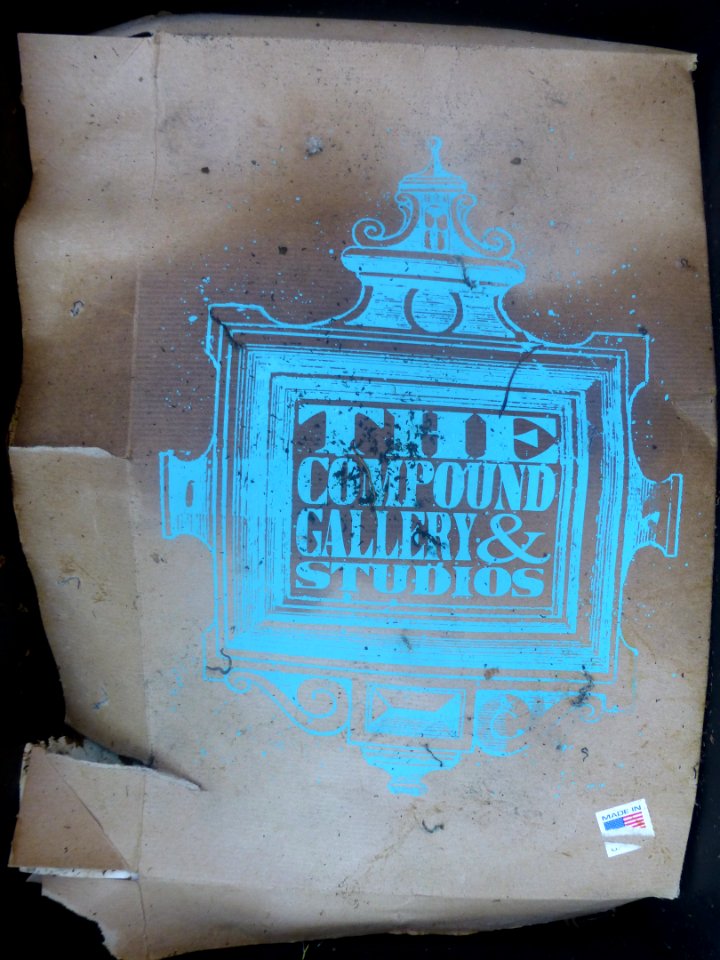 THE
COMPOUND
GALLERY &
STUDIOS
MADE IN